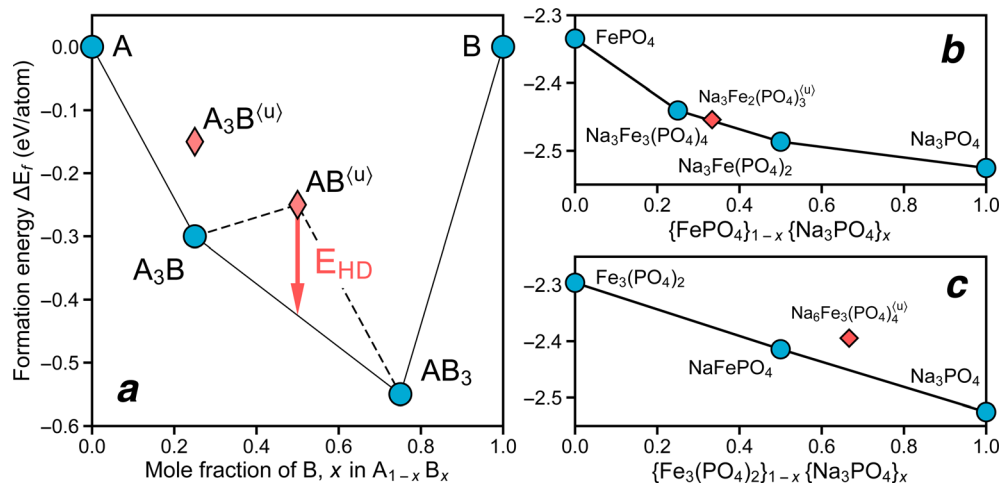 Formation energy ΔE_f (eV/atom)
0.0
−0.1
−0.2
−0.3
−0.4
−0.5
−0.6
A
B
A₃B⟨ᵘ⟩
AB⟨ᵘ⟩
A₃B
E_HD
AB₃
a
0.0 0.2 0.4 0.6 0.8 1.0
Mole fraction of B, x in A₁₋ₓBₓ
−2.3
−2.4
−2.5
FePO₄
b
Na₃Fe₂(PO₄)₃⟨ᵘ⟩
Na₃Fe₃(PO₄)₄
Na₃Fe(PO₄)₂
Na₃PO₄
0.0 0.2 0.4 0.6 0.8 1.0
{FePO₄}₁₋ₓ{Na₃PO₄}ₓ
−2.3
−2.4
−2.5
Fe₃(PO₄)₂
c
Na₆Fe₃(PO₄)₄⟨ᵘ⟩
NaFePO₄
Na₃PO₄
0.0 0.2 0.4 0.6 0.8 1.0
{Fe₃(PO₄)₂}₁₋ₓ{Na₃PO₄}ₓ